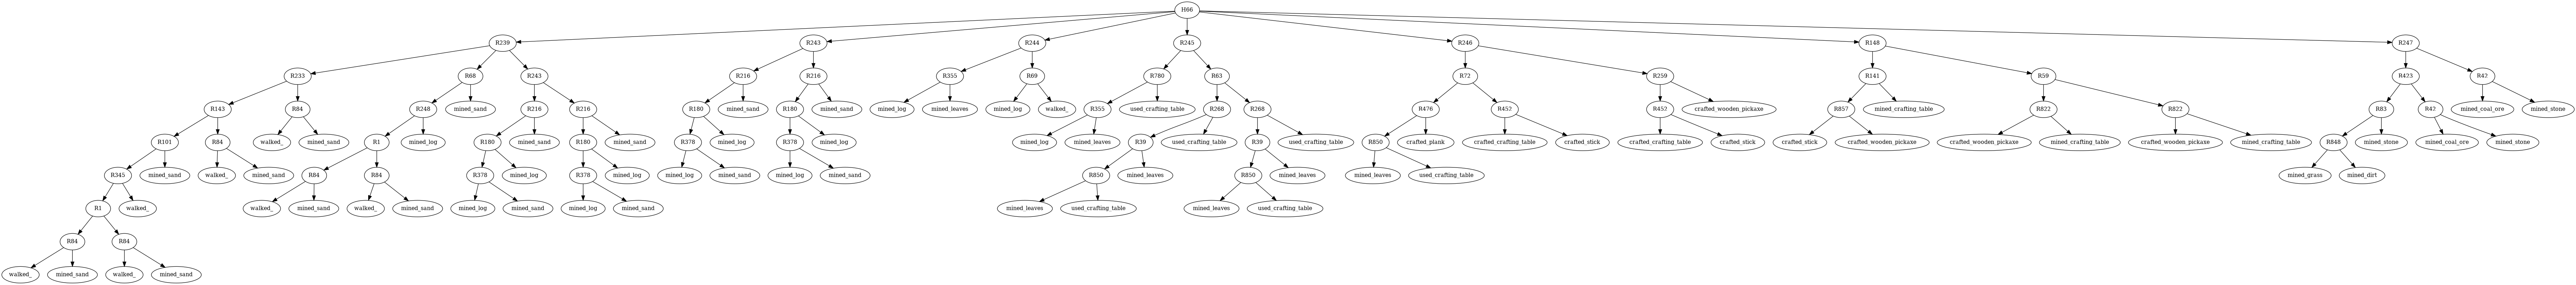 H66
R239 R243 R244 R245 R246 R148 R247
R233 R68 R243 R216 R216 R355 R69 R780 R63 R72 R259 R141 R59 R423 R42
R143 R84 R248 mined_sand R216 R216 R180 mined_sand R180 mined_sand mined_log mined_leaves mined_log walked_ R355 used_crafting_table R268 R268 R476 R452 R452 crafted_wooden_pickaxe R857 mined_crafting_table R822 R822 R83 R42 mined_coal_ore mined_stone
R101 R84 walked_ mined_sand R1 mined_log R180 mined_sand R180 mined_sand R378 mined_log R378 mined_log mined_log mined_leaves R39 used_crafting_table R39 used_crafting_table R850 crafted_plank crafted_crafting_table crafted_stick crafted_crafting_table crafted_stick crafted_stick crafted_wooden_pickaxe crafted_wooden_pickaxe mined_crafting_table crafted_wooden_pickaxe mined_crafting_table R848 mined_stone mined_coal_ore mined_stone
R345 mined_sand walked_ mined_sand R84 R84 R378 mined_log R378 mined_log mined_log mined_sand mined_log mined_sand R850 mined_leaves R850 mined_leaves mined_leaves used_crafting_table mined_grass mined_dirt
R1 walked_ walked_ mined_sand walked_ mined_sand mined_log mined_sand mined_log mined_sand mined_leaves used_crafting_table mined_leaves used_crafting_table
R84 R84
walked_ mined_sand walked_ mined_sand